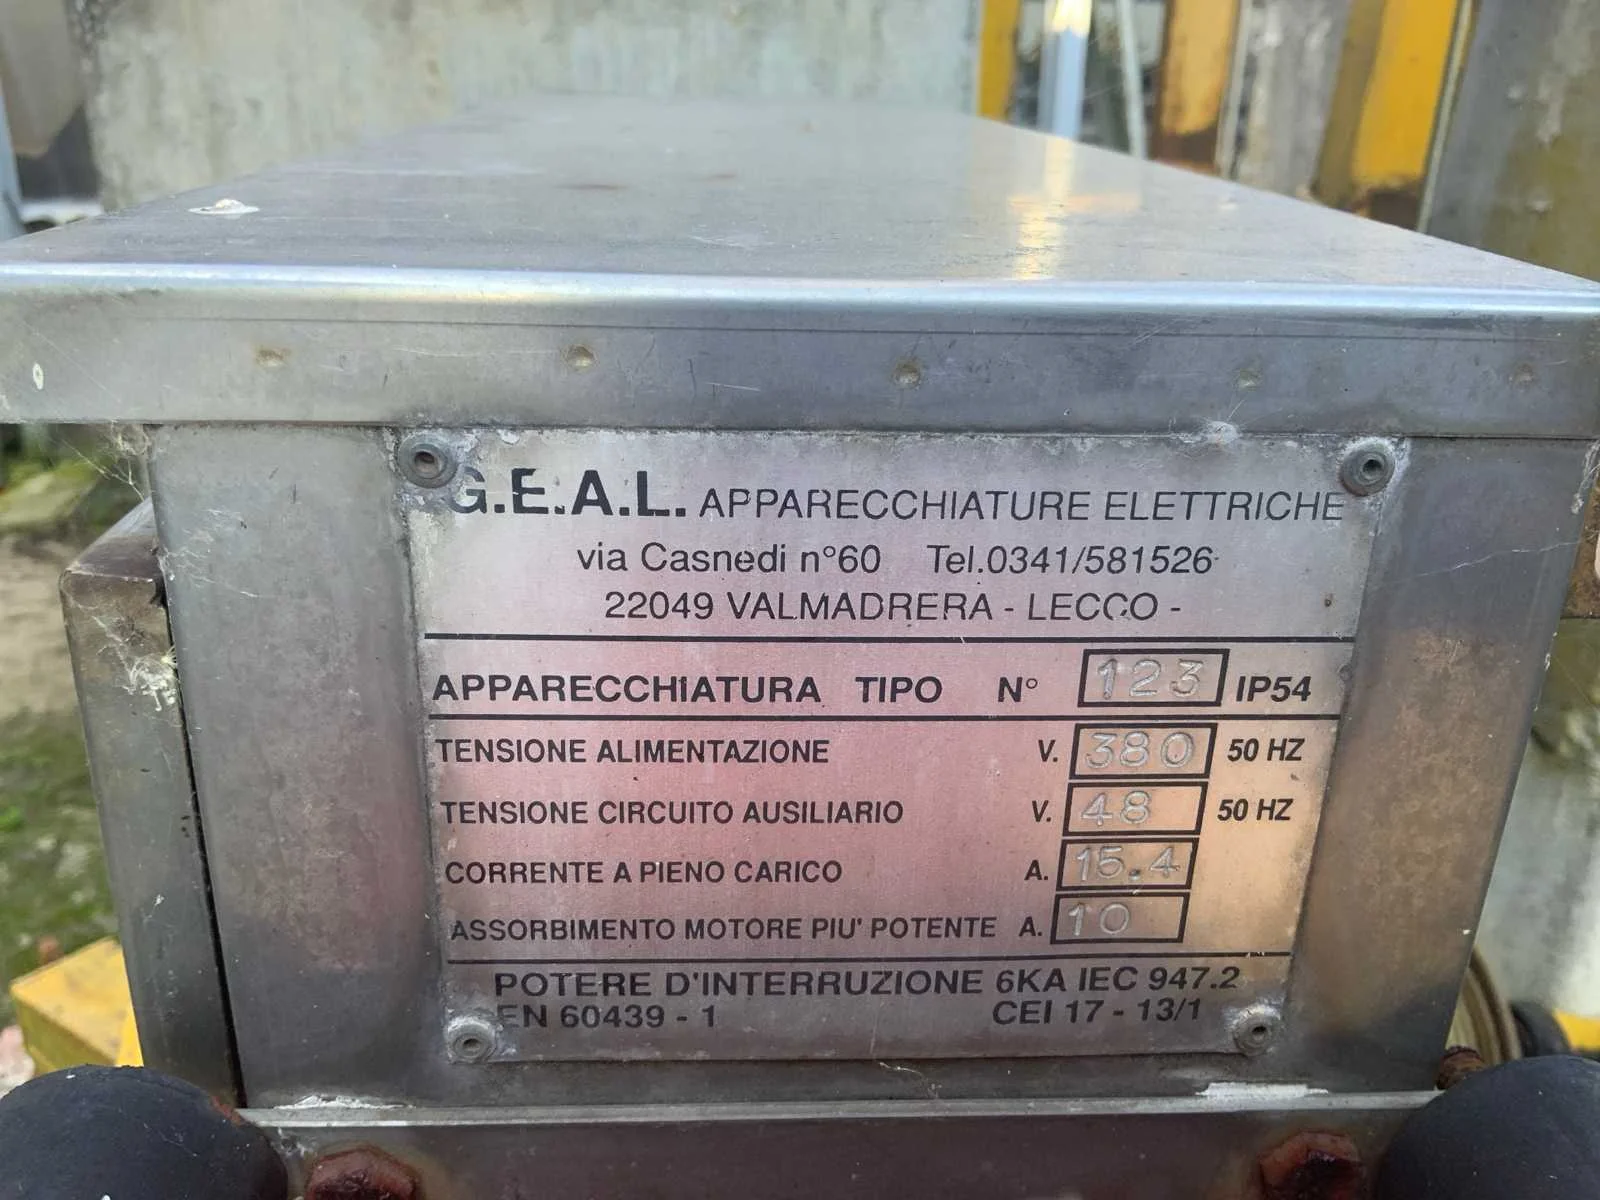 G.E.A.L. APPARECCHIATURE ELETTRICHE
via Casnedi n°60 Tel.0341/581526
22049 VALMADRERA - LECCO -
APPARECCHIATURA TIPO N° 123 IP54
TENSIONE ALIMENTAZIONE V. 380 50 HZ
TENSIONE CIRCUITO AUSILIARIO V. 48 50 HZ
CORRENTE A PIENO CARICO A. 15.4
ASSORBIMENTO MOTORE PIU' POTENTE A. 10
POTERE D'INTERRUZIONE 6KA IEC 947.2
EN 60439 - 1 CEI 17 - 13/1